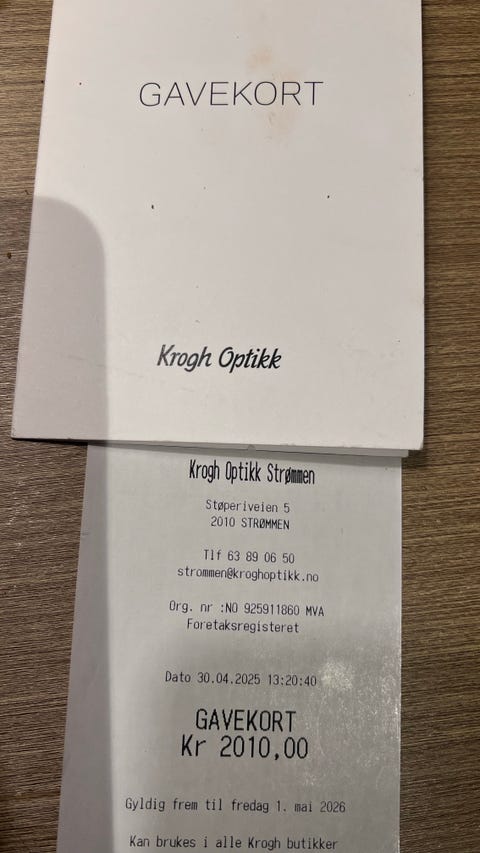 GAVEKORT
Krogh Optikk
Krogh Optikk Strømmen
Støperiveien 5
2010 STRØMMEN
Tlf 63 89 06 50
strommen@kroghoptikk.no
Org. nr :NO 925911860 MVA
Foretaksregisteret
Dato 30.04.2025 13:20:40
GAVEKORT
Kr 2010,00
Gyldig frem til fredag 1. mai 2026
Kan brukes i alle Krogh butikker